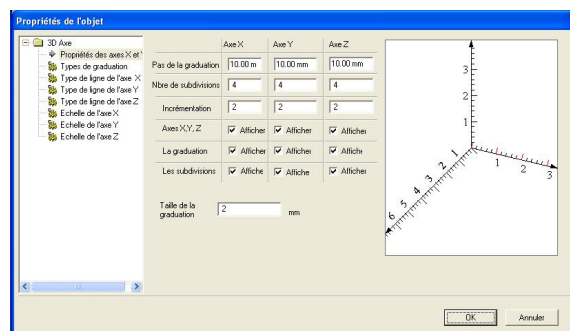 Propriétés de l'objet
3D Axe
Propriétés des axes X et Y
Types de graduation
Type de ligne de l'axe X
Type de ligne de l'axe Y
Type de ligne de l'axe Z
Echelle de l'axe X
Echelle de l'axe Y
Echelle de l'axe Z
Axe X Axe Y Axe Z
Pas de la graduation 10.00 m 10.00 mm 10.00 mm
Nbre de subdivisions 4 4 4
Incrémentation 2 2 2
Axes X,Y, Z Afficher Afficher Afficher
La graduation Afficher Afficher Afficher
Les subdivisions Affiche Affiche Afficher
Taille de la
graduation 2 mm
3
2
1
1 2 3
1
2
3
4
5
6
OK Annuler